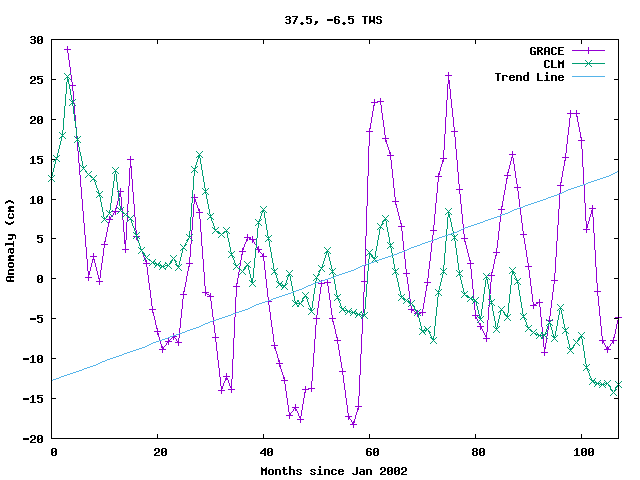 37.5, -6.5 TWS
GRACE
CLM
Trend Line
30
25
20
15
10
5
0
-5
-10
-15
-20
Anomaly (cm)
0 20 40 60 80 100
Months since Jan 2002